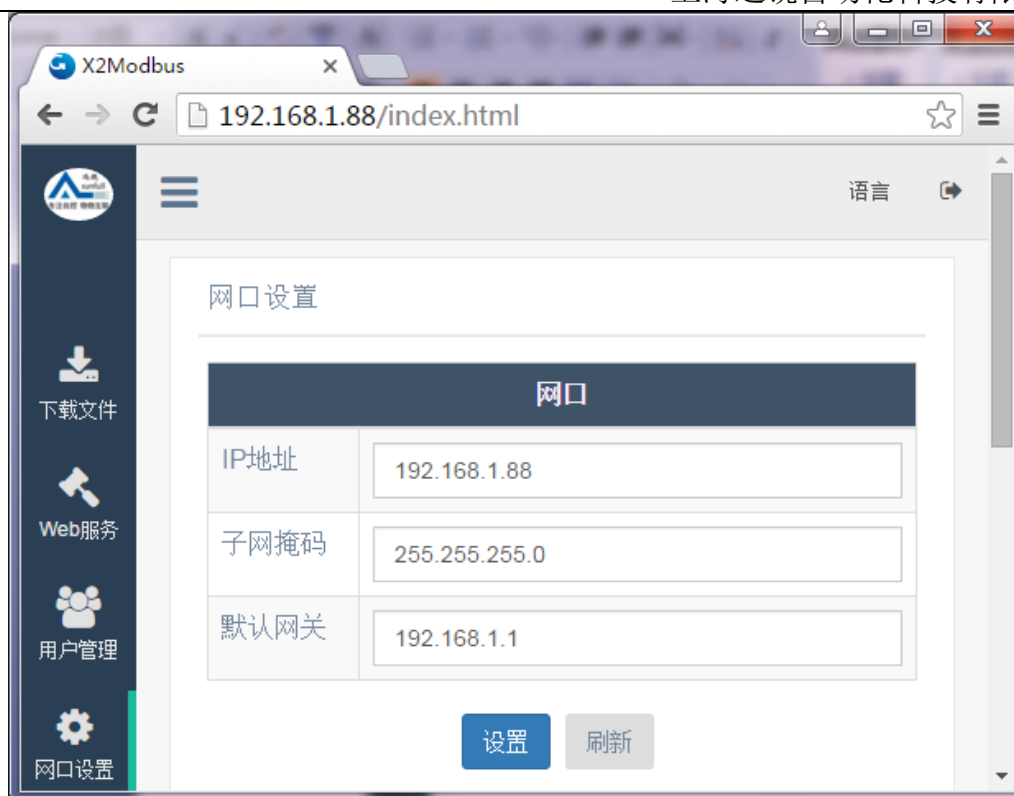 X2Modbus
192.168.1.88/index.html
语言
网口设置
下载文件
Web服务
用户管理
网口设置
网口
IP地址
192.168.1.88
子网掩码
255.255.255.0
默认网关
192.168.1.1
设置
刷新